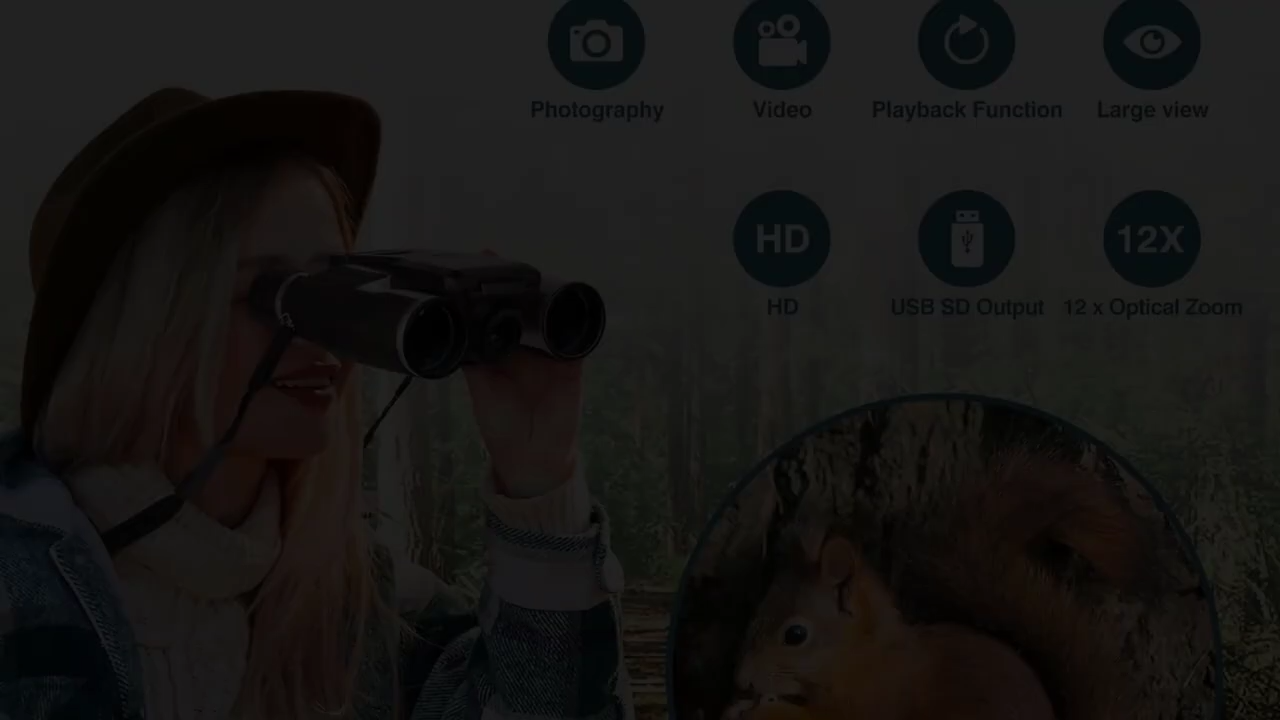 Photography
Video
Playback Function
Large view
HD
12X
HD
USB SD Output
12 x Optical Zoom